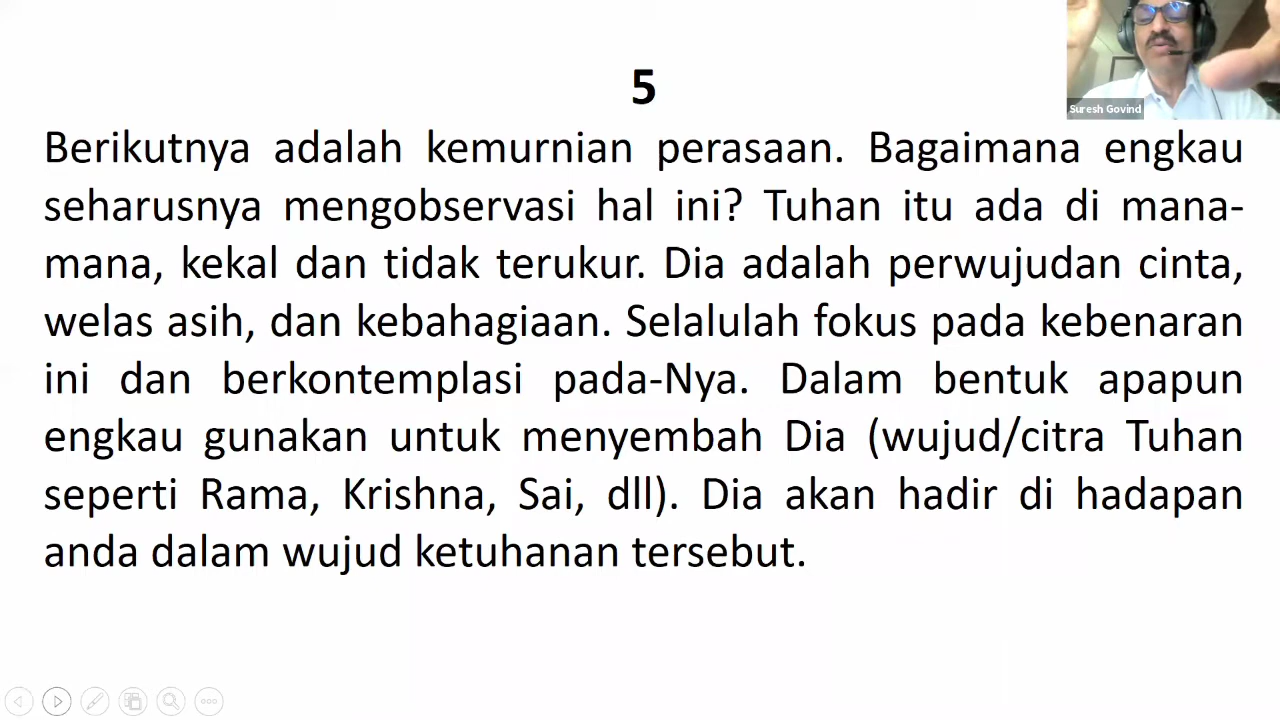 5
Suresh Govind
Berikutnya adalah kemurnian perasaan. Bagaimana engkau
seharusnya mengobservasi hal ini? Tuhan itu ada di mana-
mana, kekal dan tidak terukur. Dia adalah perwujudan cinta,
welas asih, dan kebahagiaan. Selalulah fokus pada kebenaran
ini dan berkontemplasi pada-Nya. Dalam bentuk apapun
engkau gunakan untuk menyembah Dia (wujud/citra Tuhan
seperti Rama, Krishna, Sai, dll). Dia akan hadir di hadapan
anda dalam wujud ketuhanan tersebut.